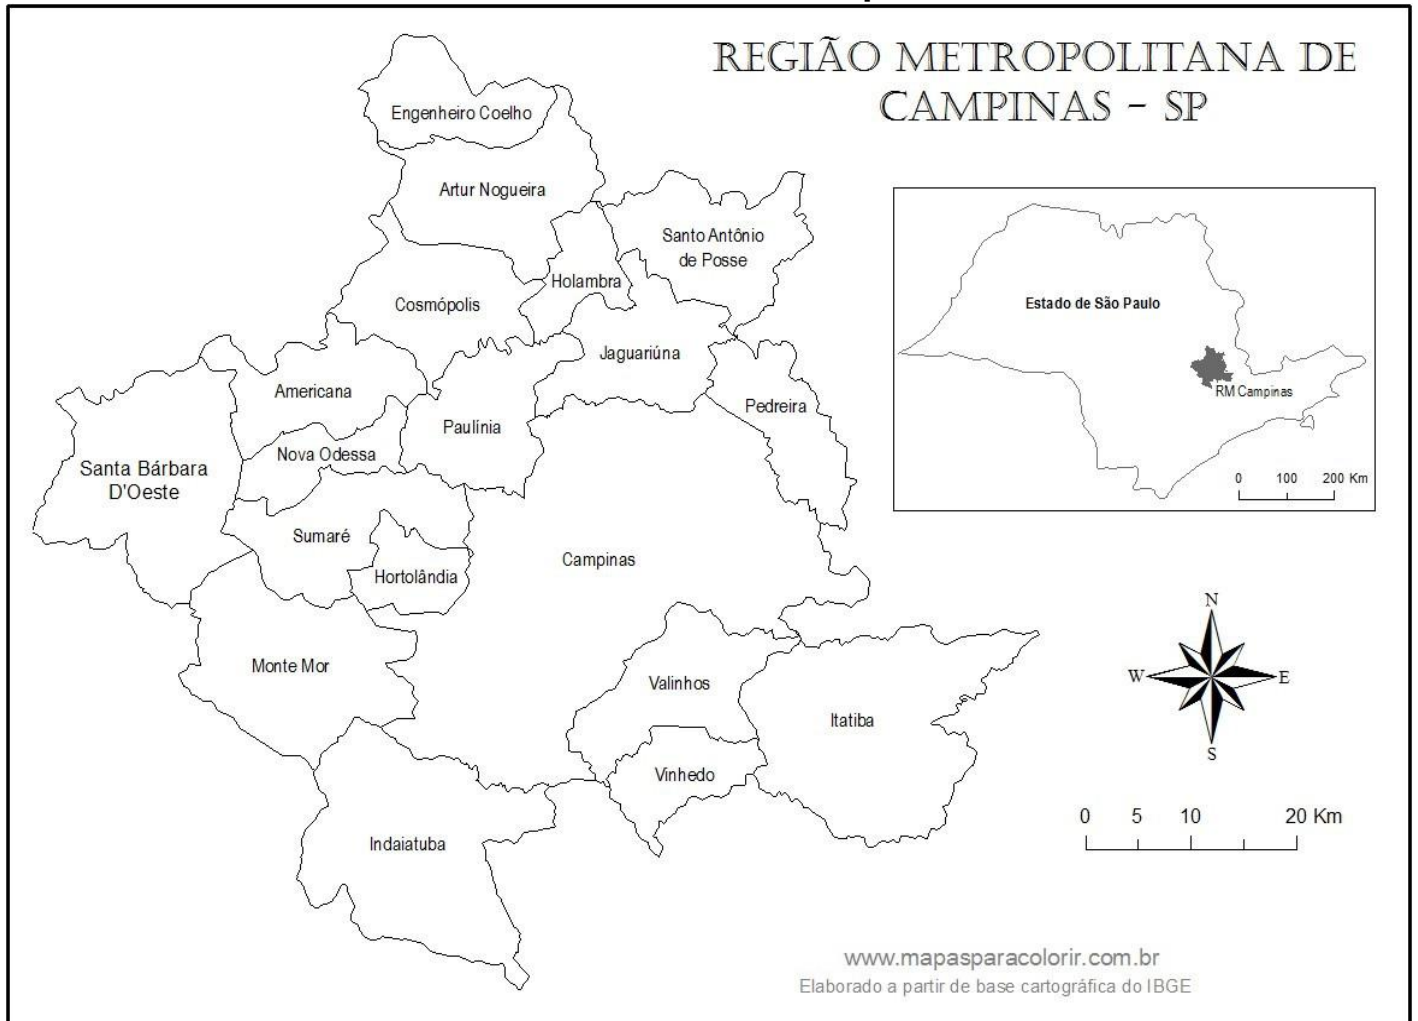 REGIÃO METROPOLITANA DE
CAMPINAS - SP
Engenheiro Coelho
Artur Nogueira
Santo Antônio
de Posse
Holambra
Cosmópolis
Jaguariúna
Americana
Pedreira
Paulínia
Nova Odessa
Santa Bárbara
D'Oeste
Sumaré
Campinas
Hortolândia
Monte Mor
Valinhos
Itatiba
Vinhedo
Indaiatuba
Estado de São Paulo
RM Campinas
0 100 200 Km
N
W E
S
0 5 10 20 Km
www.mapasparacolorir.com.br
Elaborado a partir de base cartográfica do IBGE